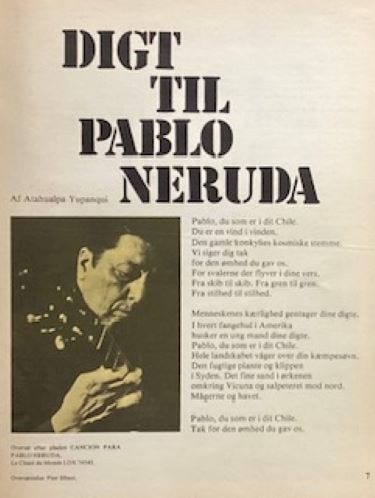 DIGT
TIL
PABLO
NERUDA
Af Atahualpa Yupanqui
Pablo, du som er i dit Chile.
Du er en vind i vinden.
Den gamle konkylies kosmiske stemme.
Vi siger dig tak
for den ømhed du gav os.
For svalerne der flyver i dine vers.
Fra skib til skib. Fra gren til gren.
Fra stilhed til stilhed.
Menneskenes kærlighed gentager dine digte.
I hvert fangehul i Amerika
husker en ung mand dine digte.
Pablo, du som er i dit Chile.
Hele landskabet våger over din kæmpesøvn.
Den fugtige plante og klippen
i Syden. Det fine sand i ørkenen
omkring Vicuna og salpeteret mod nord.
Mågerne og havet.
Pablo, du som er i dit Chile.
Tak for den ømhed du gav os.
Oversat efter pladen CANCION PARA
PABLO NERUDA,
Le Chant du Monde LDX
7